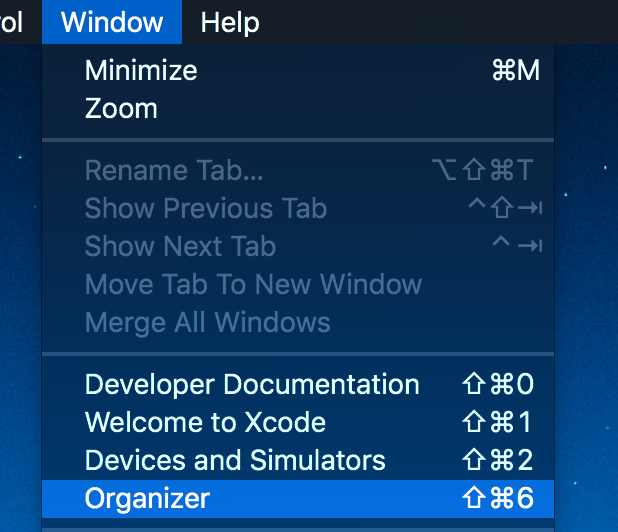 ol Window Help
Minimize ⌘M
Zoom
Rename Tab... ⌥⇧⌘T
Show Previous Tab ^⇧⇥
Show Next Tab ^⇥
Move Tab To New Window
Merge All Windows
Developer Documentation ⇧⌘0
Welcome to Xcode ⇧⌘1
Devices and Simulators ⇧⌘2
Organizer ⇧⌘6